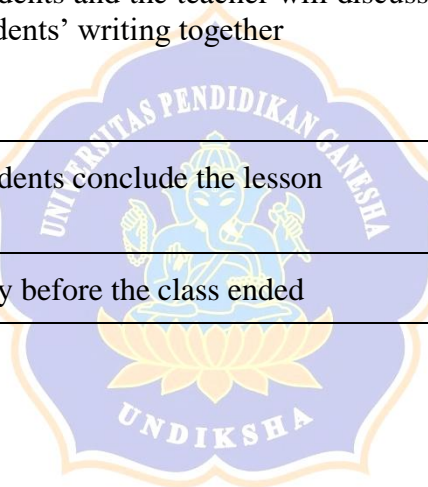 dents and the teacher will discuss
dents' writing together
UNIVERSITAS PENDIDIKAN GANESHA
dents conclude the lesson
y before the class ended
UNDIKSHA